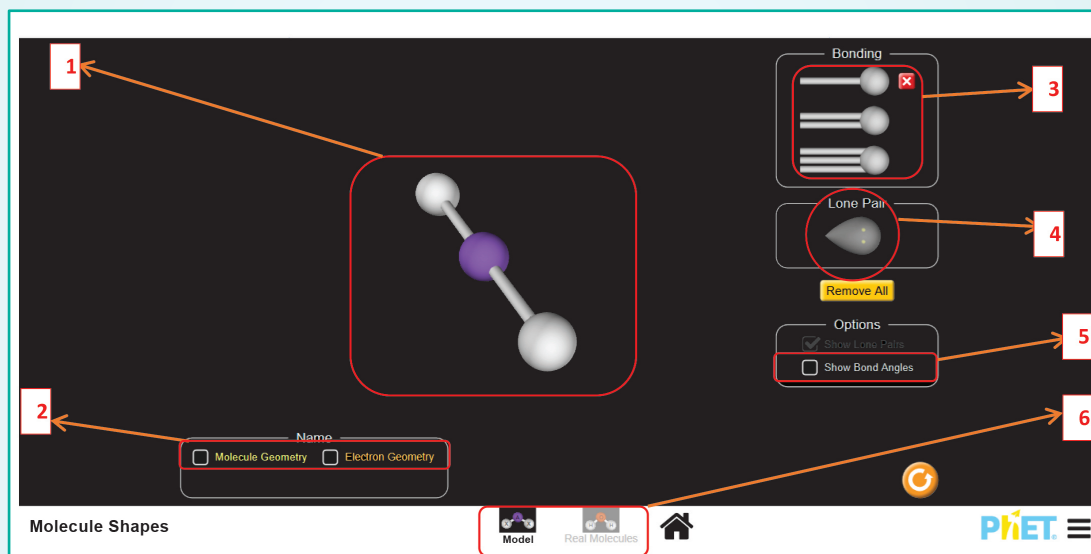 1
Bonding
3
Lone Pair
4
Remove All
Options
Show Lone Pairs
Show Bond Angles
5
6
2
Name
Molecule Geometry
Electron Geometry
Molecule Shapes
X X
Model
H H
Real Molecules
PhET